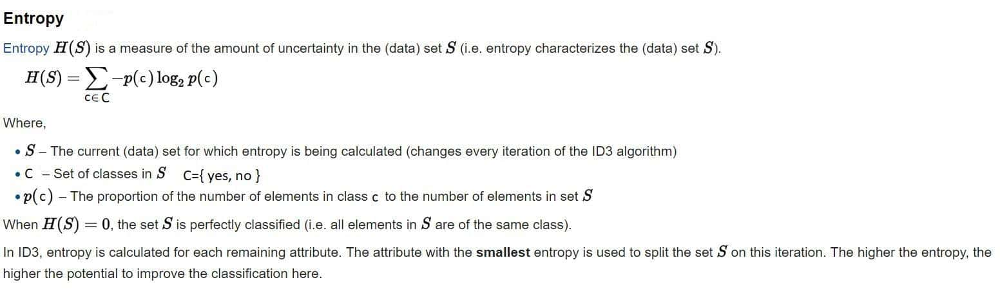 Entropy
Entropy H(S) is a measure of the amount of uncertainty in the (data) set S (i.e. entropy characterizes the (data) set S).
H(S) = ∑ −p(c) log₂ p(c)
c∈C
Where,
• S – The current (data) set for which entropy is being calculated (changes every iteration of the ID3 algorithm)
• C – Set of classes in S C={ yes, no }
• p(c) – The proportion of the number of elements in class c to the number of elements in set S
When H(S) = 0, the set S is perfectly classified (i.e. all elements in S are of the same class).
In ID3, entropy is calculated for each remaining attribute. The attribute with the smallest entropy is used to split the set S on this iteration. The higher the entropy, the
higher the potential to improve the classification here.